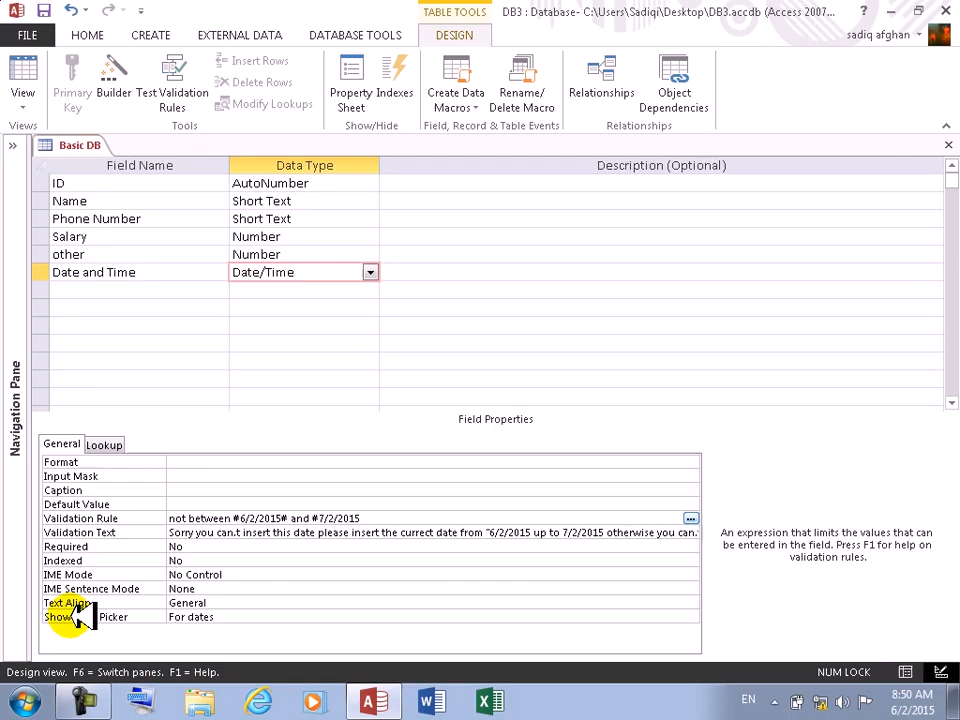 TABLE TOOLS
DB3 : Database- C:\Users\Sadiqi\Desktop\DB3.accdb (Access 2007...
FILE HOME CREATE EXTERNAL DATA DATABASE TOOLS DESIGN sadiq afghan
View
Primary Key
Builder
Test Validation Rules
Insert Rows
Delete Rows
Modify Lookups
Property Sheet
Indexes
Create Data Macros
Rename/ Delete Macro
Relationships
Object Dependencies
Views Tools Show/Hide Field, Record & Table Events Relationships
Basic DB
Field Name Data Type Description (Optional)
ID AutoNumber
Name Short Text
Phone Number Short Text
Salary Number
other Number
Date and Time Date/Time
Navigation Pane
Field Properties
General Lookup
Format
Input Mask
Caption
Default Value
Validation Rule not between #6/2/2015# and #7/2/2015
Validation Text Sorry you can.t insert this date please insert the currect date from "6/2/2015 up to 7/2/2015 otherwise you can.'
Required No
Indexed No
IME Mode No Control
IME Sentence Mode None
Text Align General
Show Picker For dates
An expression that limits the values that can
be entered in the field. Press F1 for help on
validation rules.
Design view. F6 = Switch panes. F1 = Help. NUM LOCK
EN
8:50 AM
6/2/2015